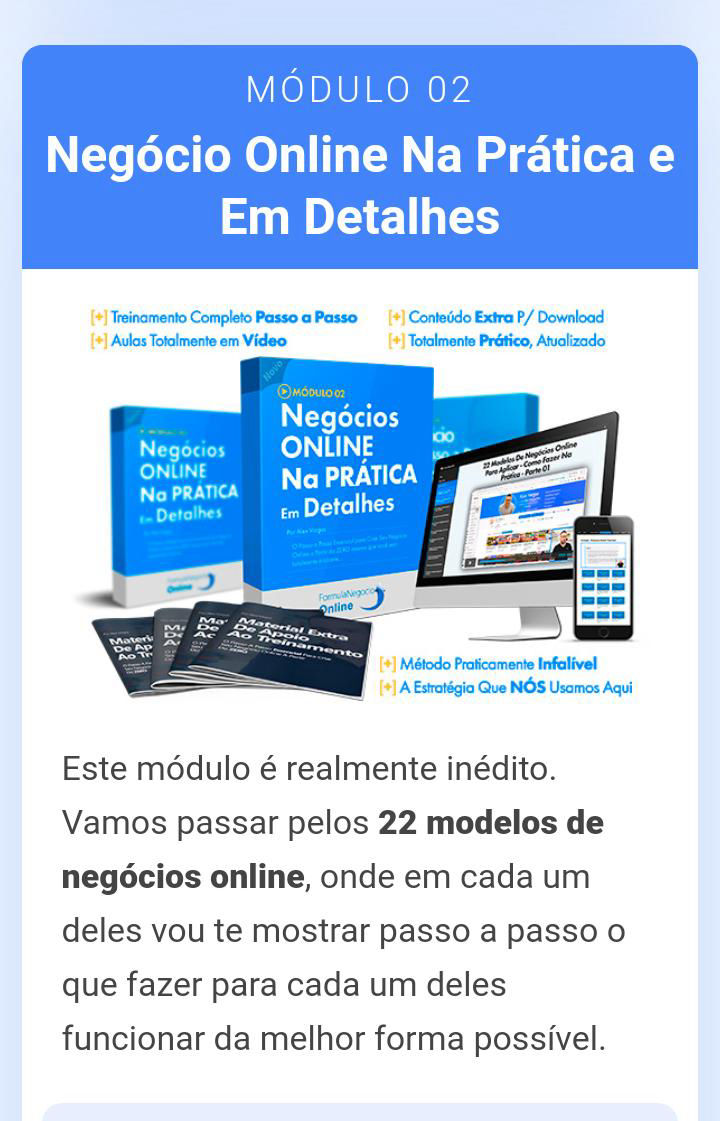 MÓDULO 02
Negócio Online Na Prática e
Em Detalhes
[+] Treinamento Completo Passo a Passo
[+] Aulas Totalmente em Vídeo
[+] Conteúdo Extra P/ Download
[+] Totalmente Prático, Atualizado
Novo
MÓDULO 02
Negócios
ONLINE
Na PRÁTICA
Em Detalhes
Por Alex Vargas
FormulaNegocio
Online
Negócios
ONLINE
Na PRÁTICA
Em Detalhes
22 Modelos De Negócios Online
Para Aplicar - Como Fazer Na
Prática - Parte 01
Material Extra
De Apoio
Ao Treinamento
[+] Método Praticamente Infalível
[+] A Estratégia Que NÓS Usamos Aqui
Este módulo é realmente inédito.
Vamos passar pelos 22 modelos de
negócios online, onde em cada um
deles vou te mostrar passo a passo o
que fazer para cada um deles
funcionar da melhor forma possível.